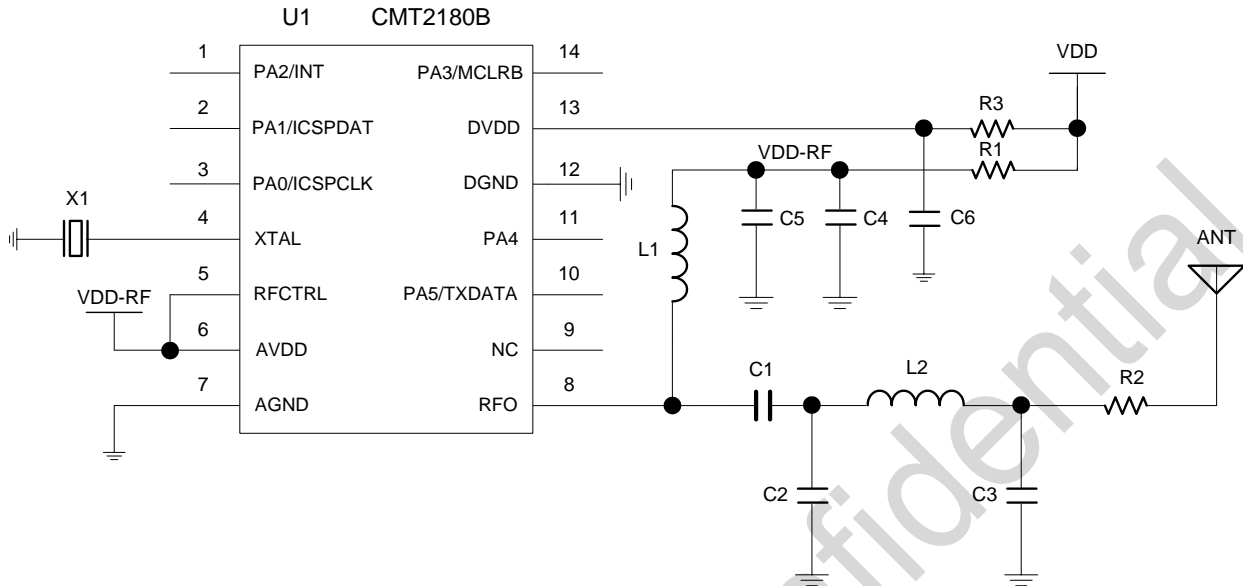 U1 CMT2180B
1 PA2/INT PA3/MCLRB 14
2 PA1/ICSPDAT DVDD 13
3 PA0/ICSPCLK DGND 12
4 XTAL PA4 11
5 RFCTRL PA5/TXDATA 10
6 AVDD NC 9
7 AGND RFO 8
X1
VDD-RF
VDD
R3
R1
VDD-RF
C5
C4
C6
L1
ANT
C1
L2
R2
C2
C3
nfidential